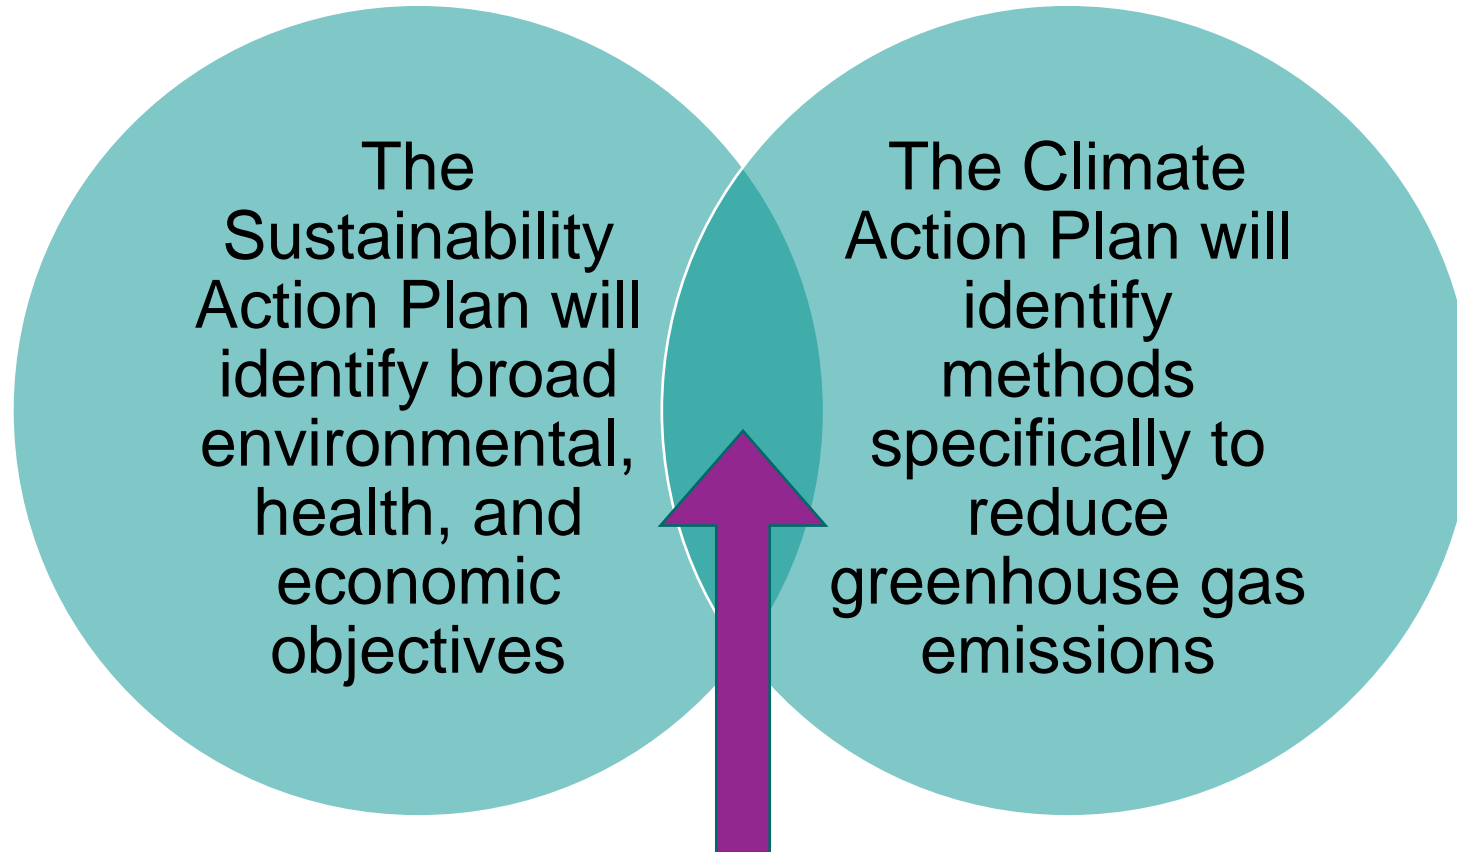 The
Sustainability
Action Plan will
identify broad
environmental,
health, and
economic
objectives
The Climate
Action Plan will
identify
methods
specifically to
reduce
greenhouse gas
emissions